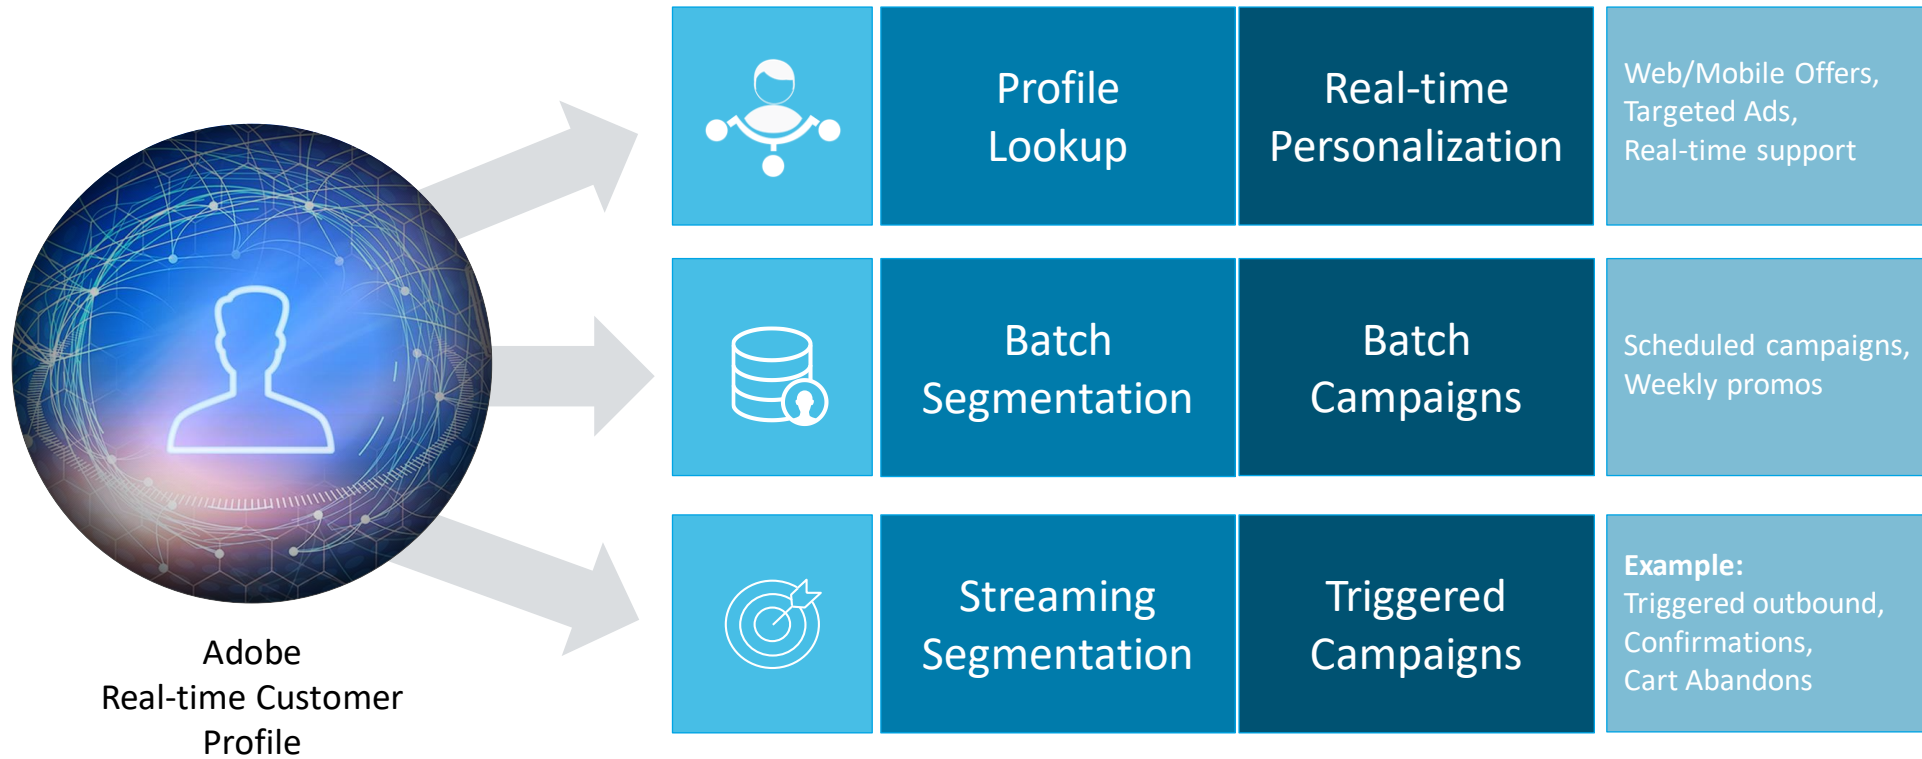 Profile
Lookup
Real-time
Personalization
Web/Mobile Offers,
Targeted Ads,
Real-time support
Batch
Segmentation
Batch
Campaigns
Scheduled campaigns,
Weekly promos
Streaming
Segmentation
Triggered
Campaigns
Example:
Triggered outbound,
Confirmations,
Cart Abandons
Adobe
Real-time Customer
Profile